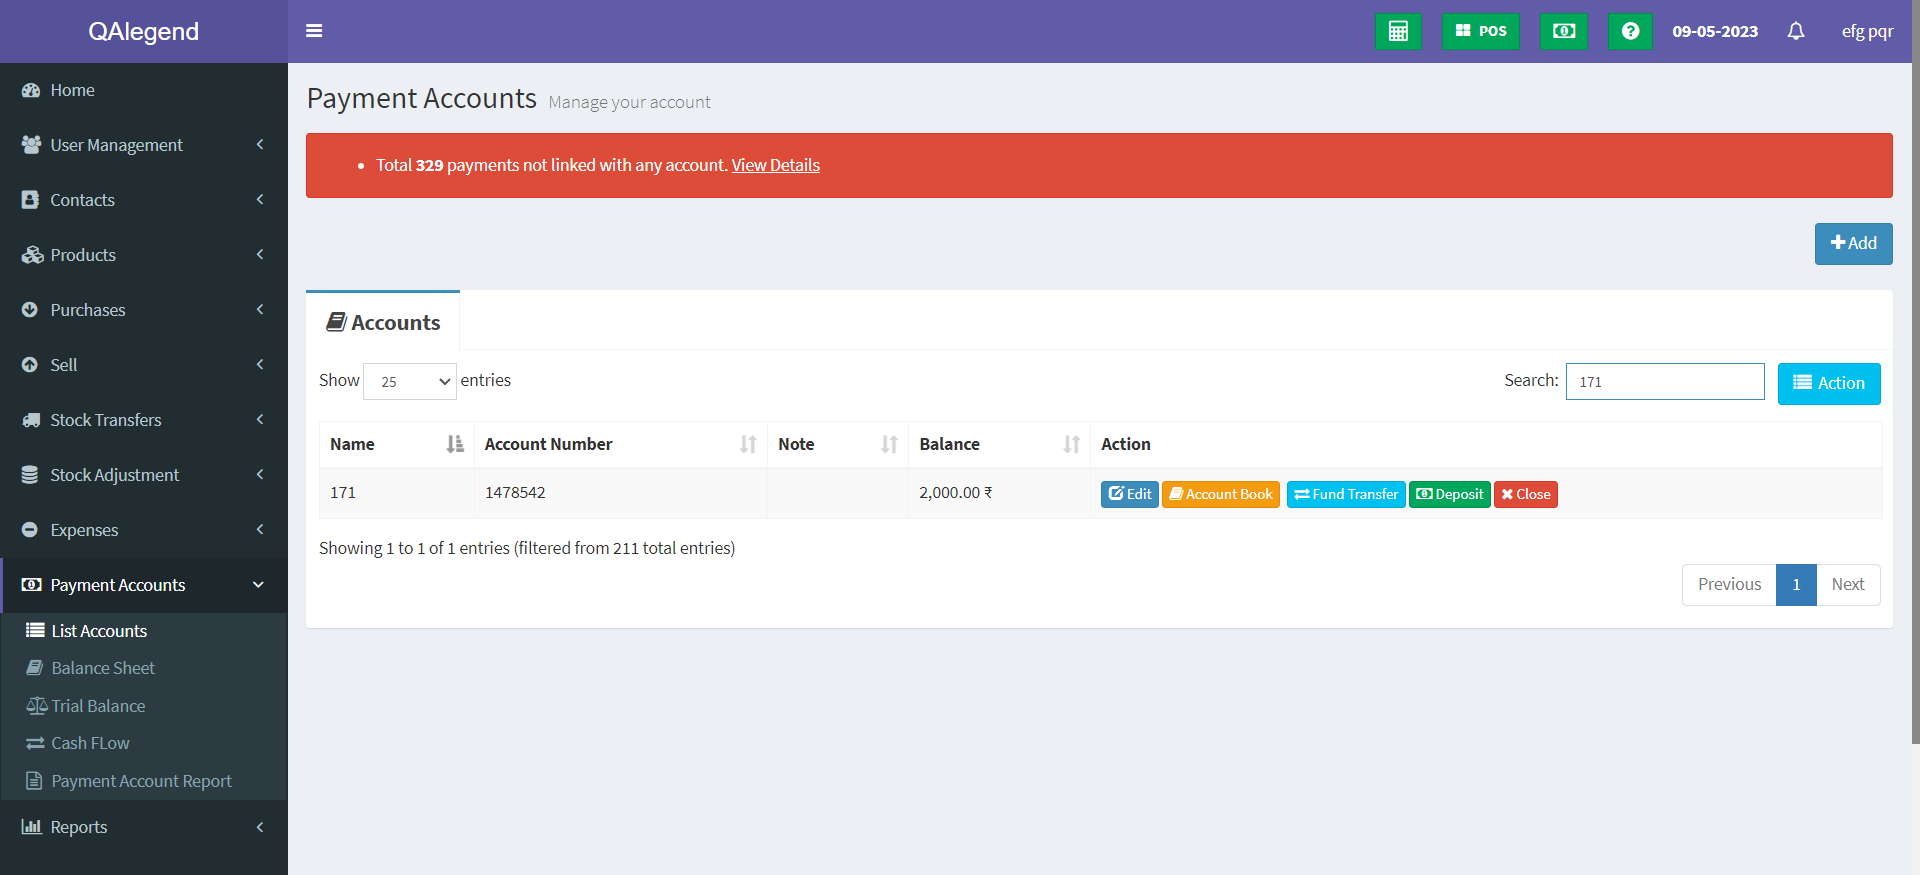 QAlegend
POS
09-05-2023
efg pqr
Home
User Management
Contacts
Products
Purchases
Sell
Stock Transfers
Stock Adjustment
Expenses
Payment Accounts
List Accounts
Balance Sheet
Trial Balance
Cash FLow
Payment Account Report
Reports
Payment Accounts Manage your account
Total 329 payments not linked with any account. View Details
Add
Accounts
Show 25 entries
Search: 171
Action
Name Account Number Note Balance Action
171 1478542 2,000.00 ₹ Edit Account Book Fund Transfer Deposit Close
Showing 1 to 1 of 1 entries (filtered from 211 total entries)
Previous 1 Next